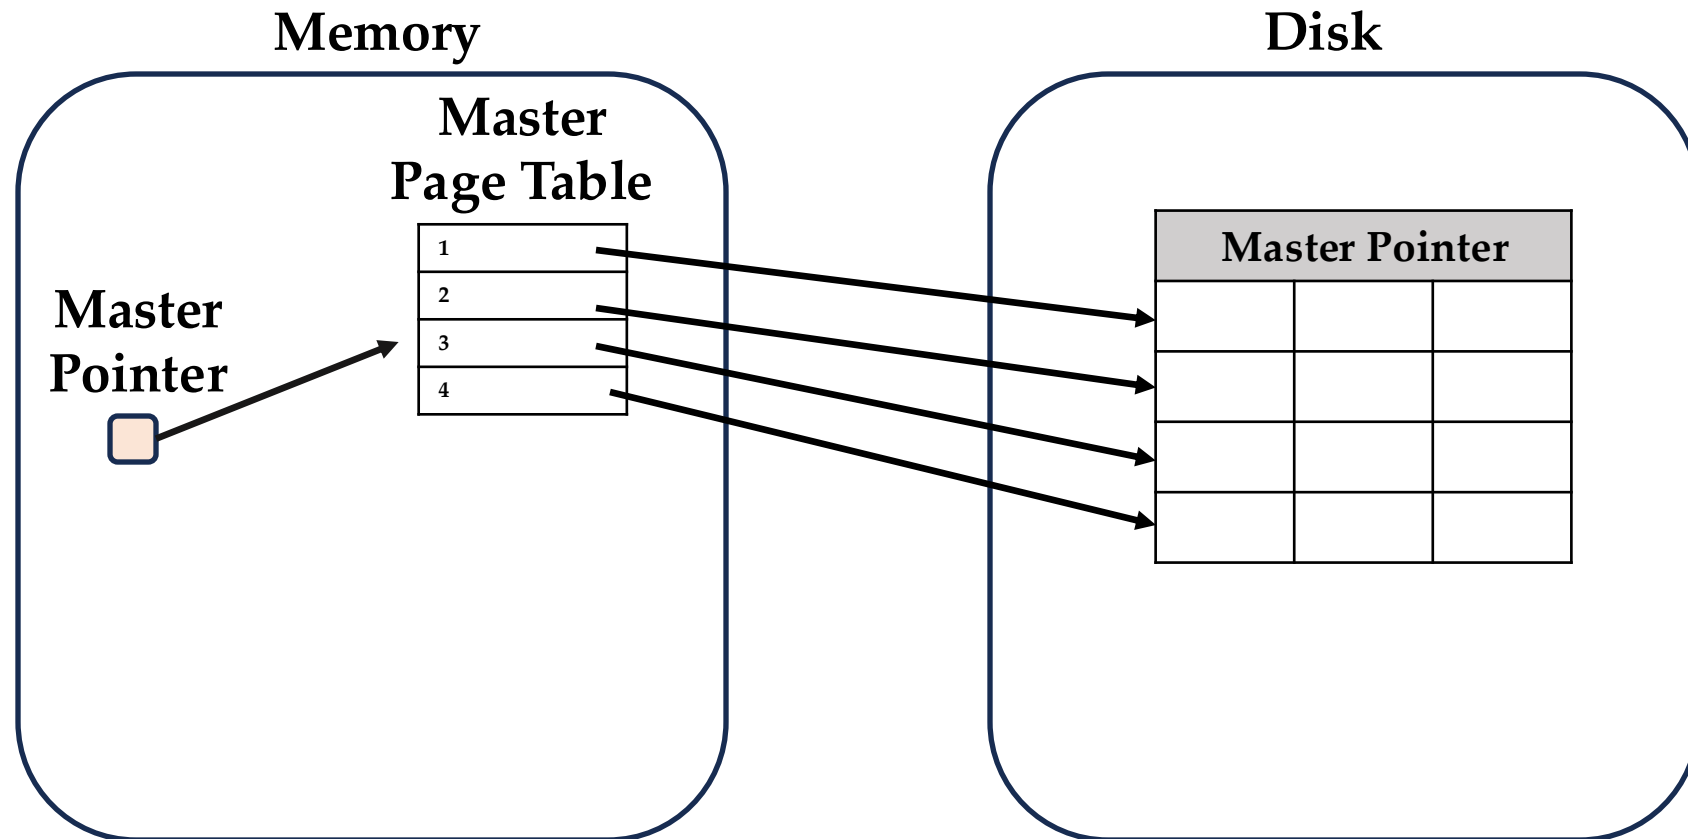 Memory
Disk
Master
Page Table
1
2
3
4
Master
Pointer
Master Pointer